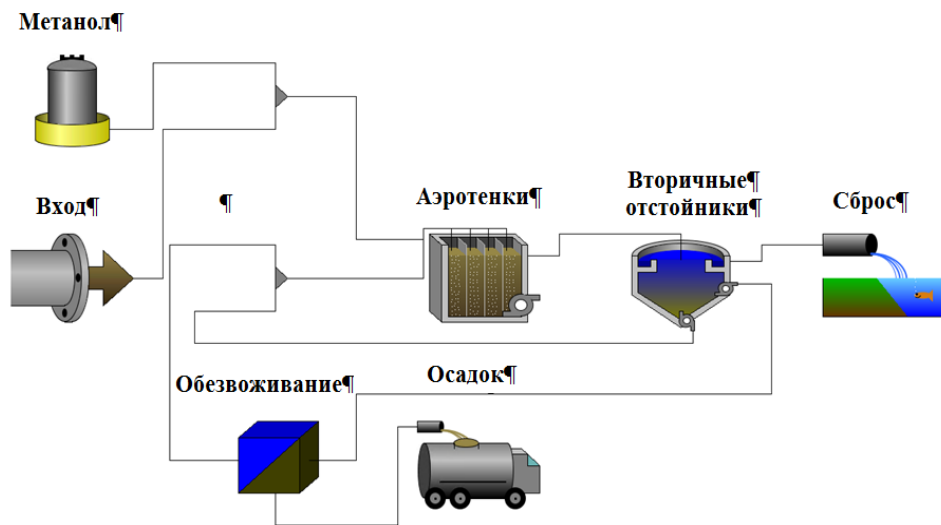 Метанол¶
Вход¶
¶
Аэротенки¶
Вторичные¶
отстойники¶
Сброс¶
Обезвоживание¶
Осадок¶